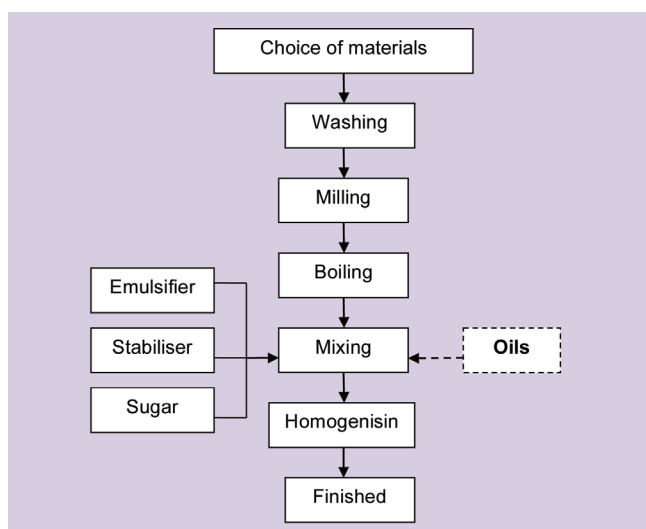 Choice of materials
Washing
Milling
Boiling
Emulsifier
Stabiliser
Sugar
Mixing
Oils
Homogenisin
Finished